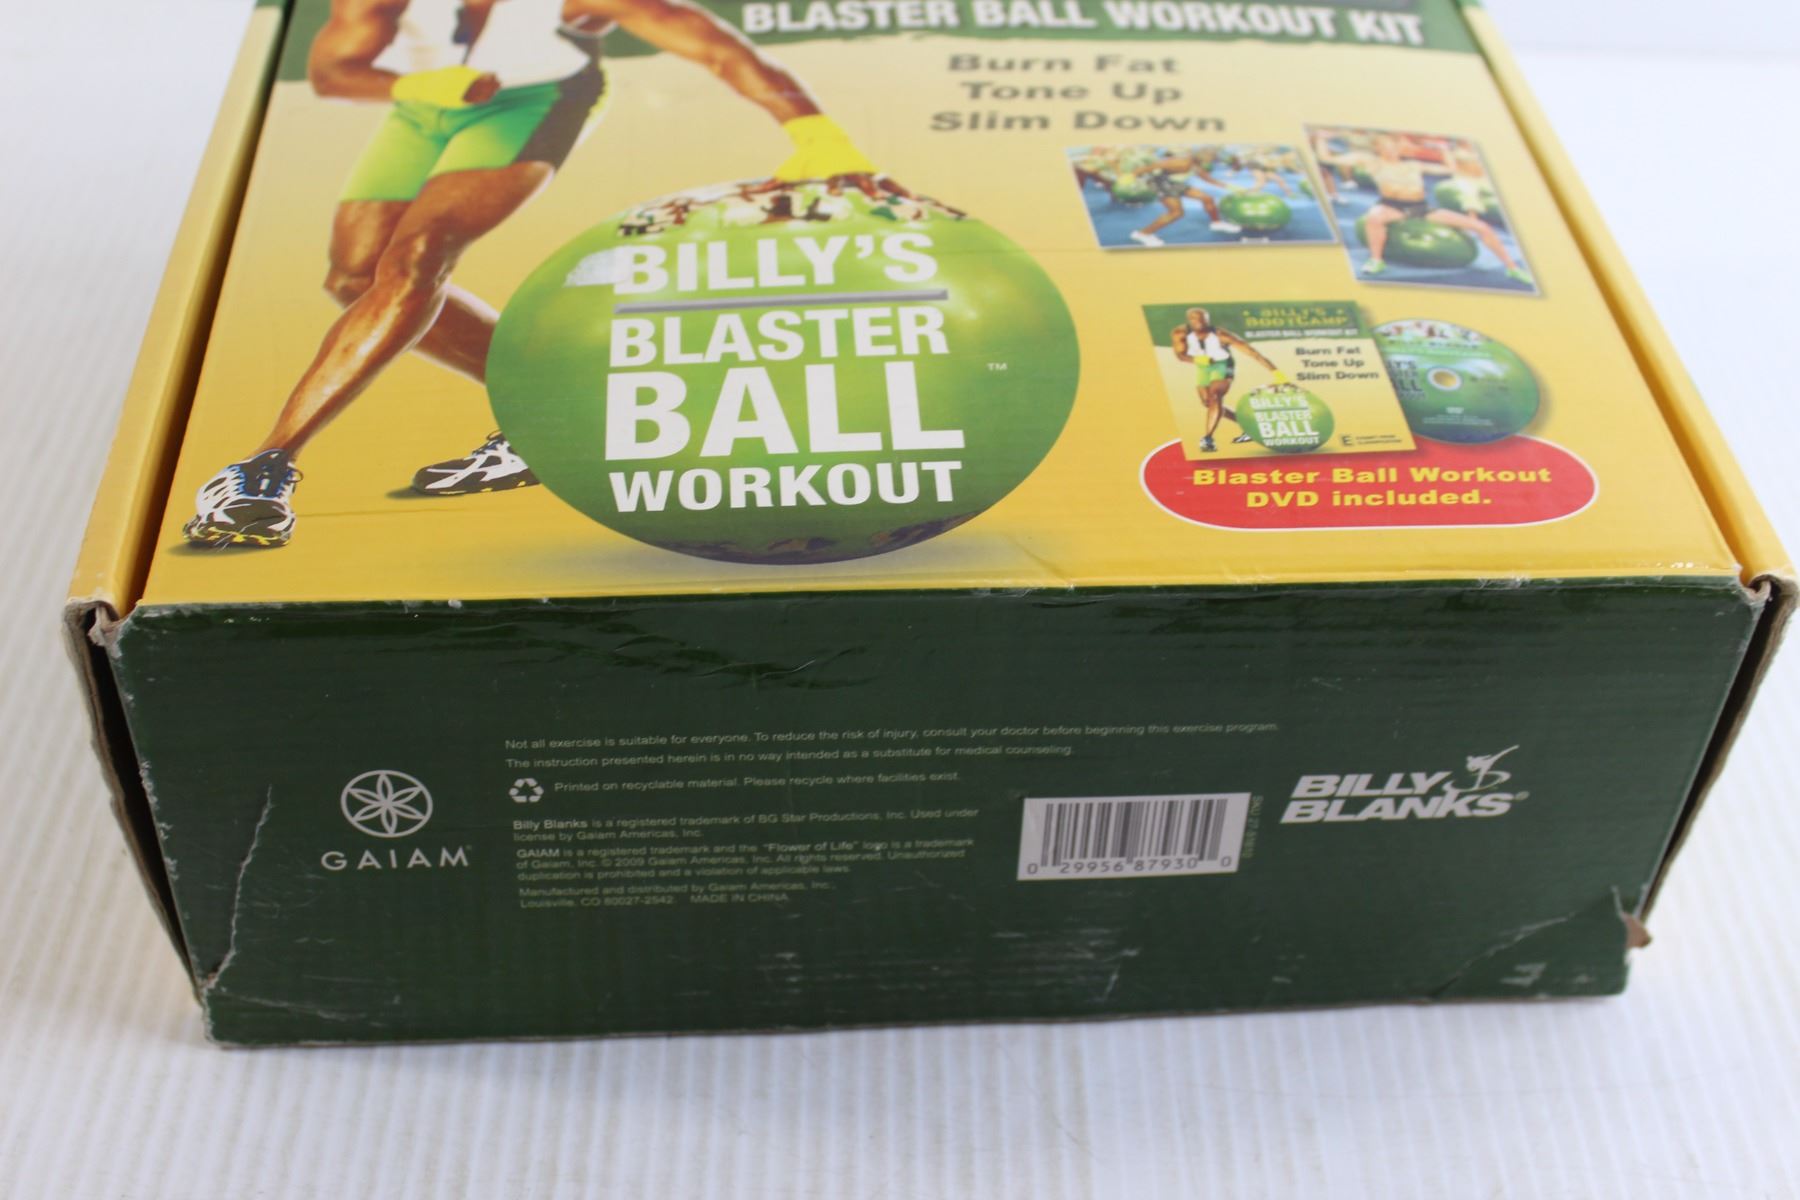 BLASTER BALL WORKOUT KIT
Burn Fat
Tone Up
Slim Down
BILLY'S
BLASTER
BALL
WORKOUT
™
BILLY'S
BOOTCAMP
BLASTER BALL WORKOUT KIT
Burn Fat
Tone Up
Slim Down
BILLY'S
BLASTER
BALL
WORKOUT
E
Blaster Ball Workout
DVD included.
Not all exercise is suitable for everyone. To reduce the risk of injury, consult your doctor before beginning this exercise program.
The instruction presented herein is in no way intended as a substitute for medical counseling.
Printed on recyclable material. Please recycle where facilities exist.
Billy Blanks is a registered trademark of BG Star Productions, Inc. Used under
license by Gaiam Americas, Inc.
GAIAM is a registered trademark and the "Flower of Life" logo is a trademark
of Gaiam, Inc. © 2009 Gaiam Americas, Inc. All rights reserved. Unauthorized
duplication is prohibited and a violation of applicable laws.
Manufactured and distributed by Gaiam Americas, Inc.,
Louisville, CO 80027-2542. MADE IN CHINA
GAIAM
0 29956 87930 0
BILLY
BLANKS®